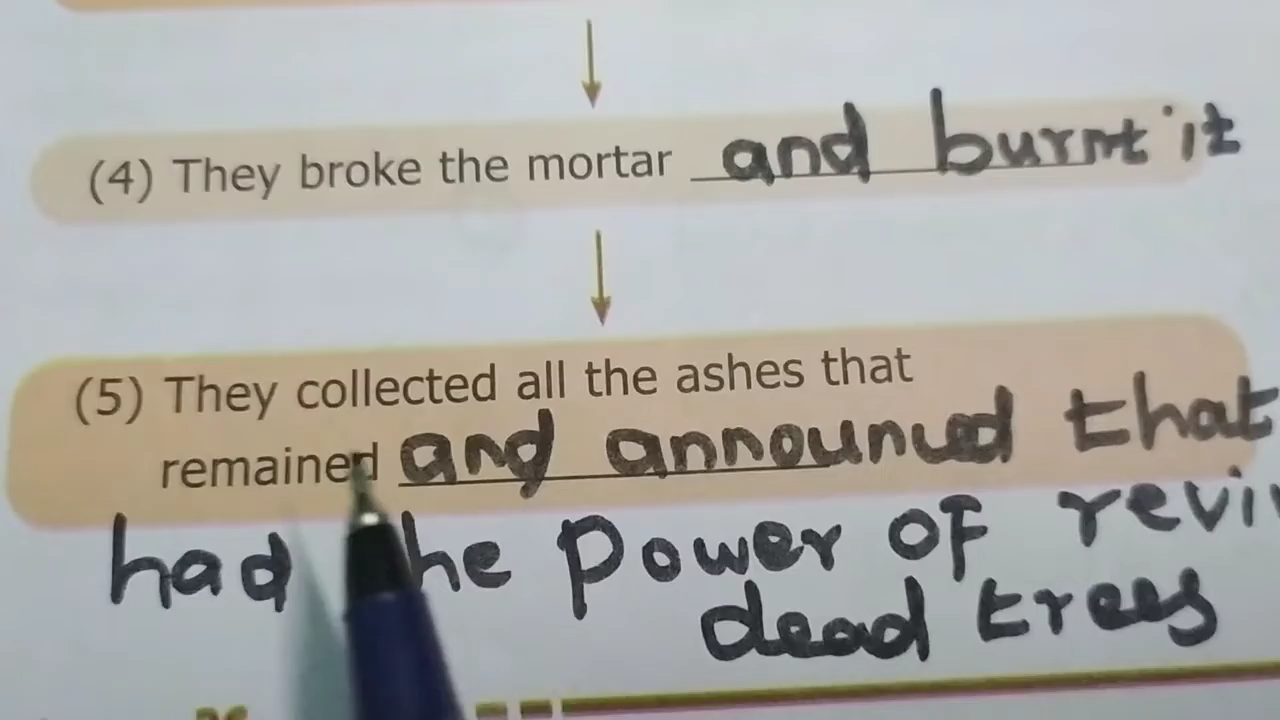 (4) They broke the mortar and burnt it
(5) They collected all the ashes that
remained and announced that
had the power of
dead trees